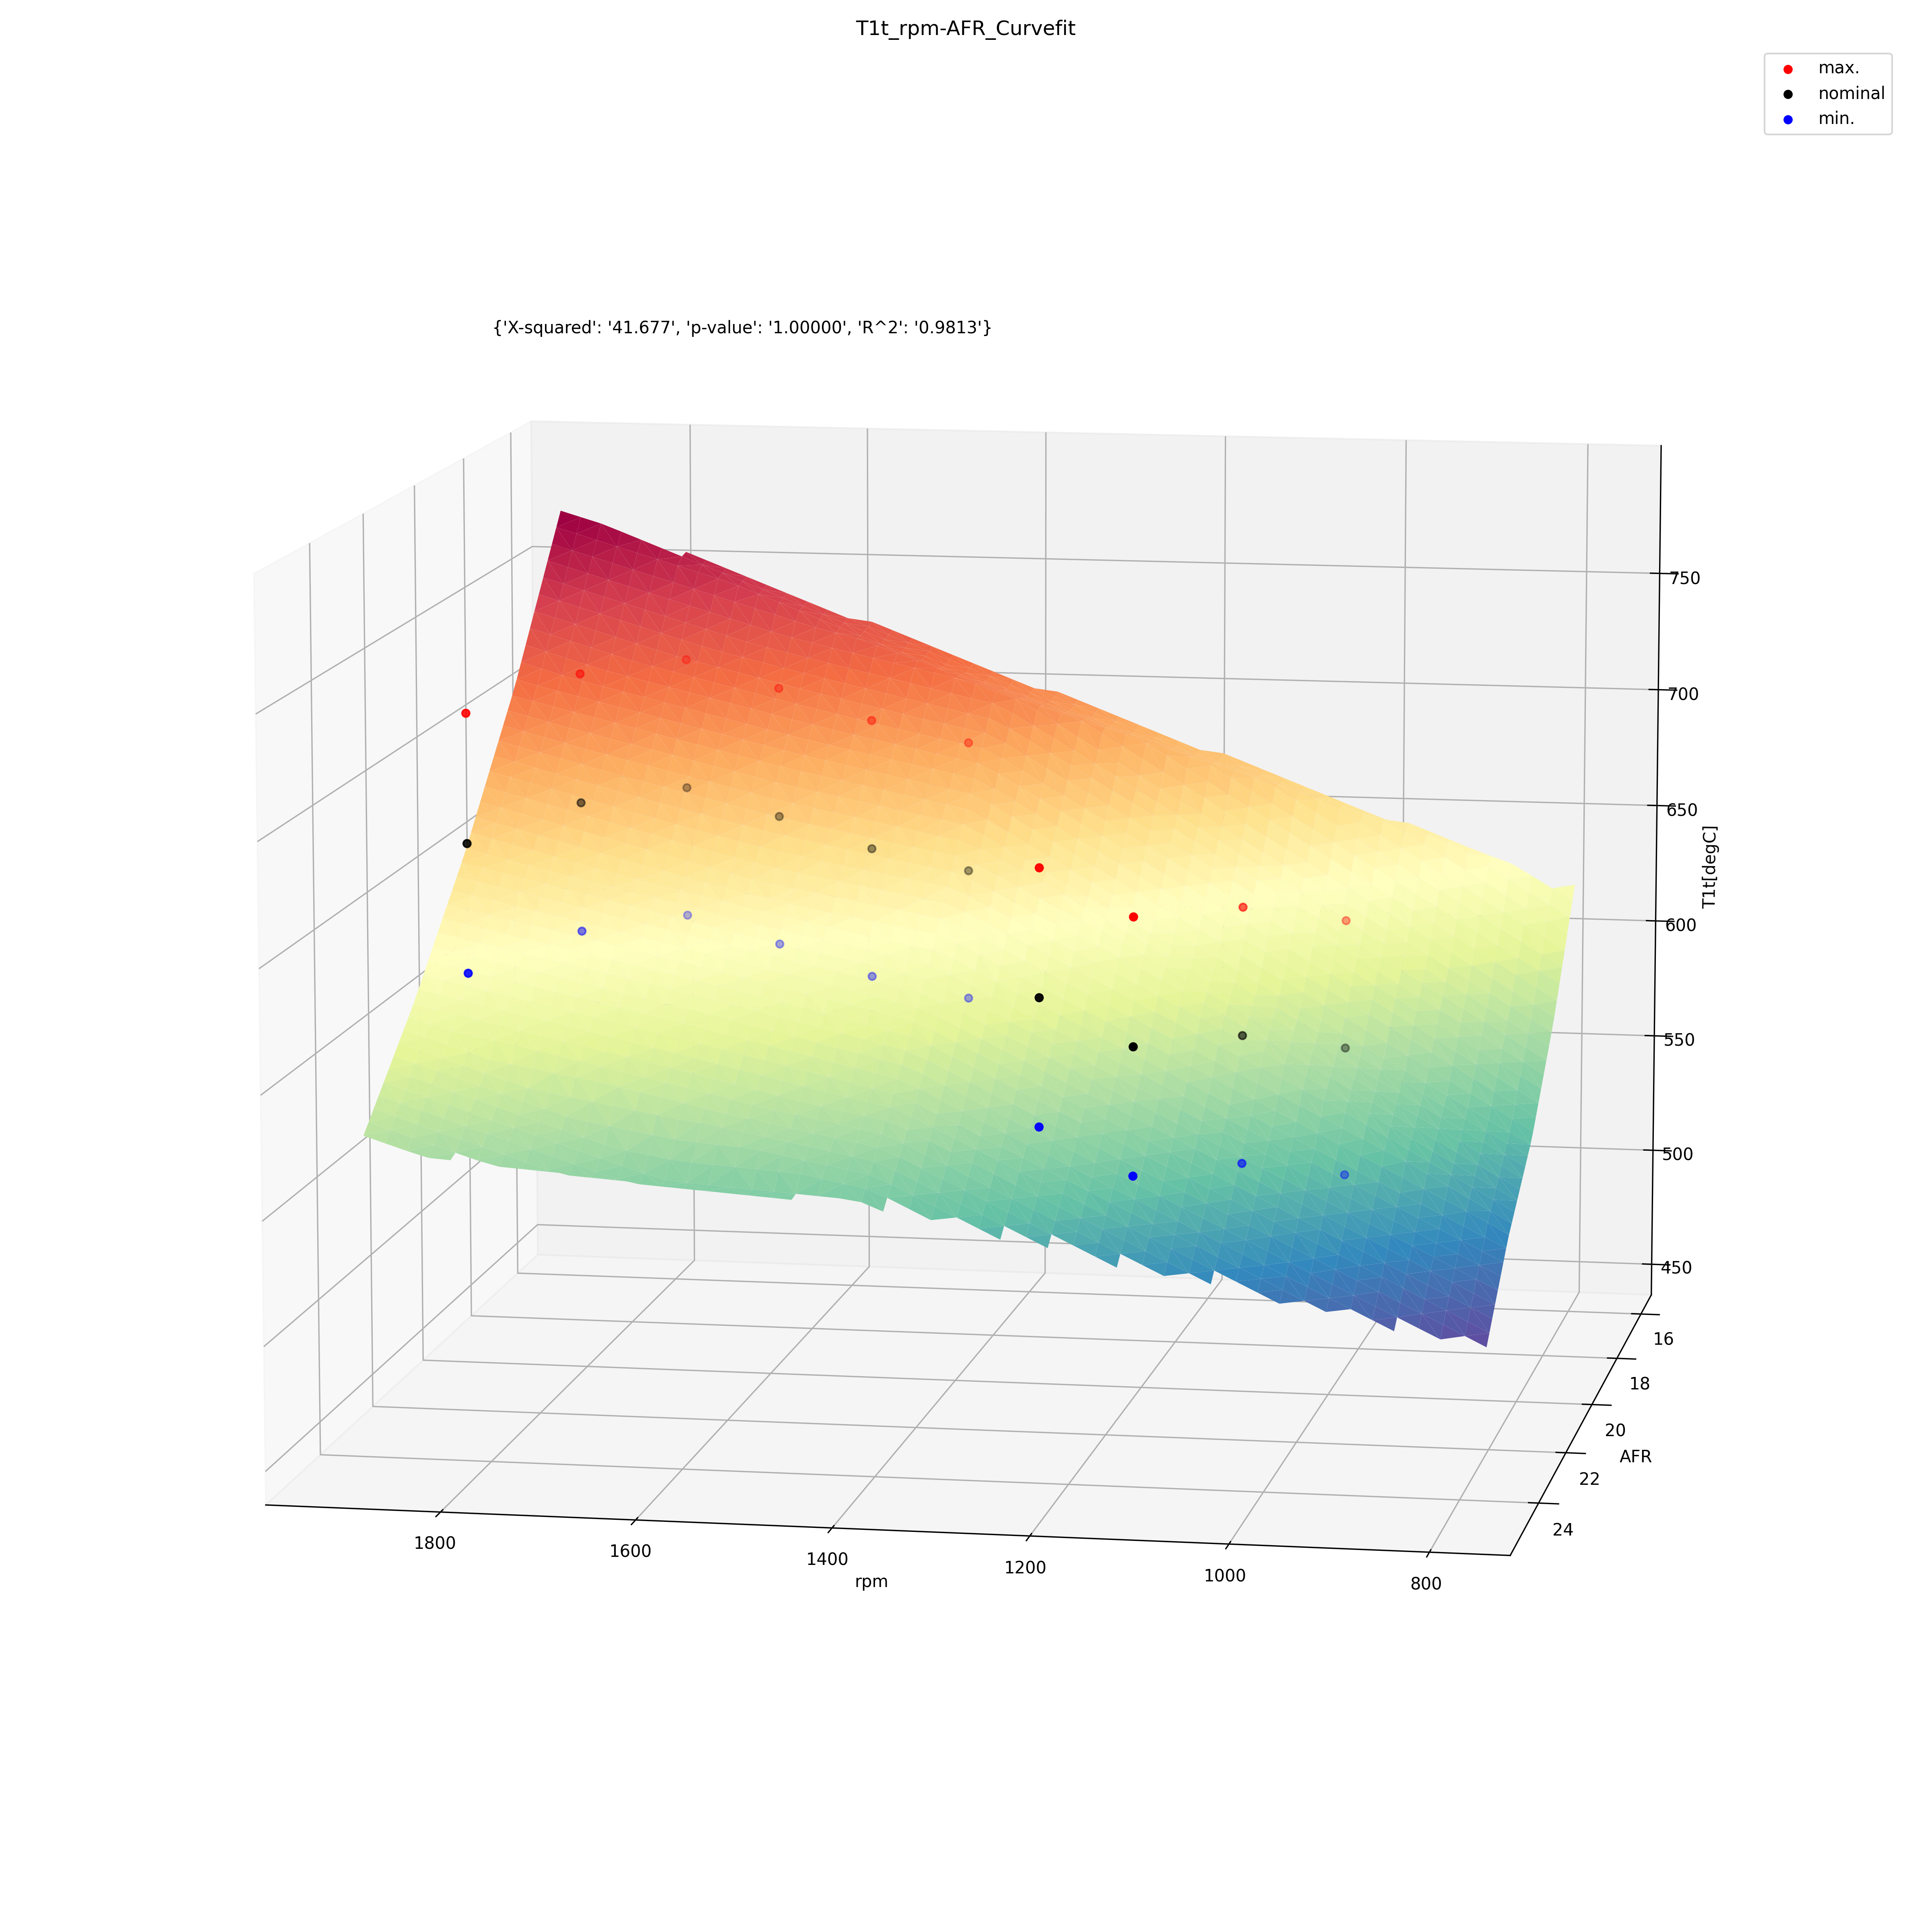 T1t_rpm-AFR_Curvefit
max.
nominal
min.
{'X-squared': '41.677', 'p-value': '1.00000', 'R^2': '0.9813'}
750
700
650
600
550
500
450
T1t[degC]
16
18
20
22
24
AFR
1800
1600
1400
1200
1000
800
rpm